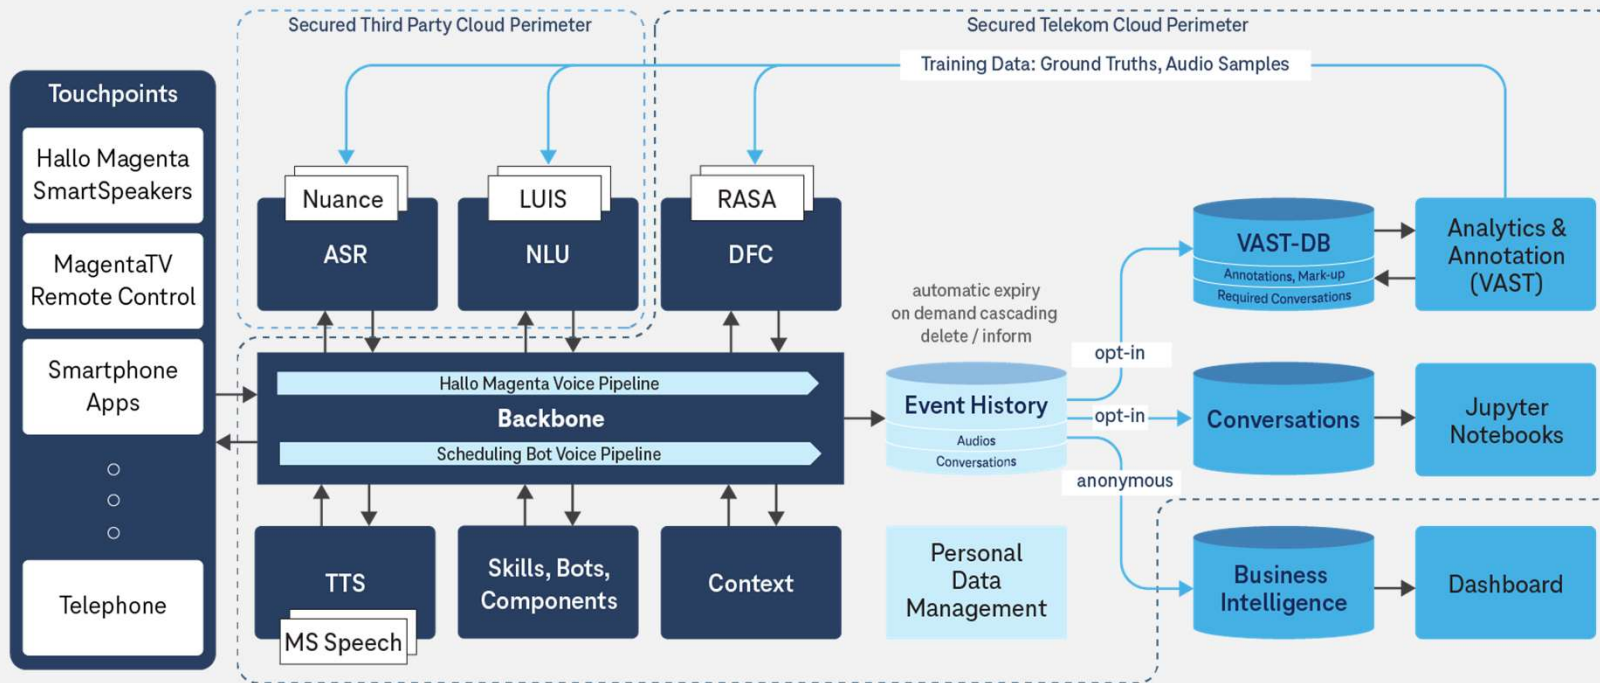 Secured Third Party Cloud Perimeter
Secured Telekom Cloud Perimeter
Training Data: Ground Truths, Audio Samples
Touchpoints
Hallo Magenta
SmartSpeakers
MagentaTV
Remote Control
Smartphone
Apps
Telephone
Nuance
ASR
LUIS
NLU
RASA
DFC
Hallo Magenta Voice Pipeline
Backbone
Scheduling Bot Voice Pipeline
TTS
MS Speech
Skills, Bots,
Components
Context
automatic expiry
on demand cascading
delete / inform
Event History
Audios
Conversations
Personal
Data
Management
opt-in
opt-in
anonymous
VAST-DB
Annotations, Mark-up
Required Conversations
Analytics &
Annotation
(VAST)
Conversations
Jupyter
Notebooks
Business
Intelligence
Dashboard